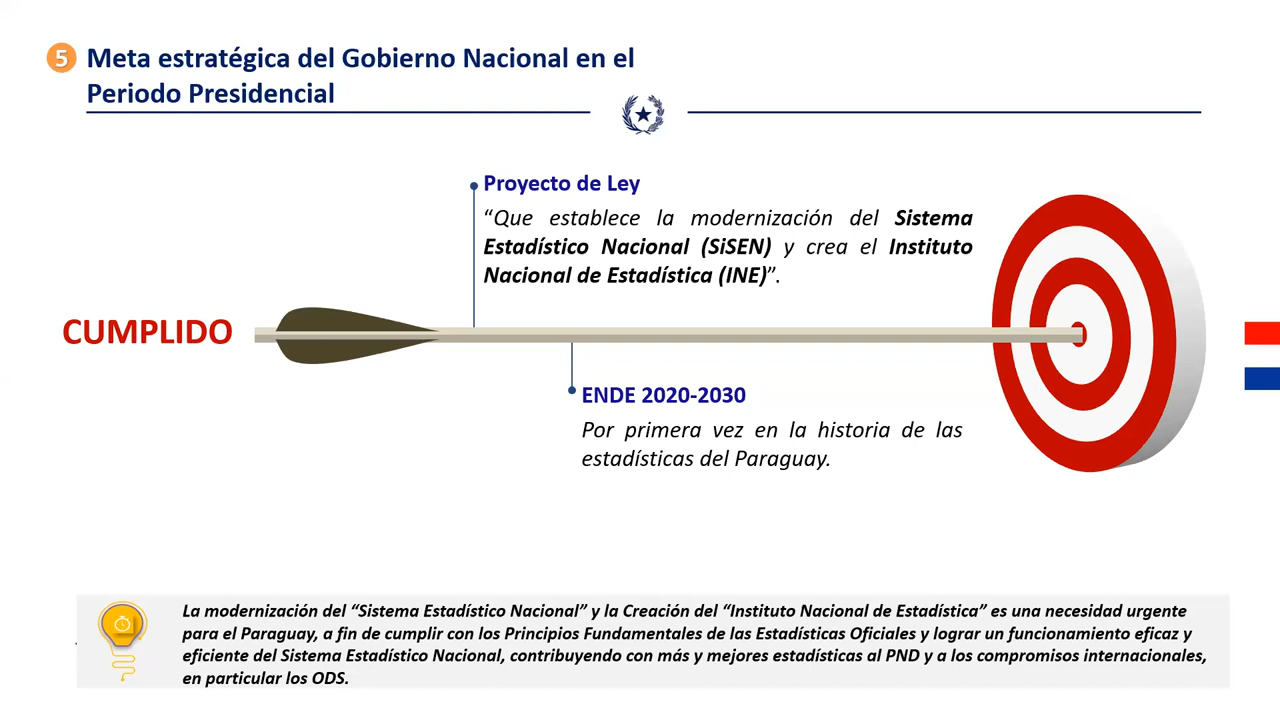 5
Meta estratégica del Gobierno Nacional en el
Periodo Presidencial
Proyecto de Ley
“Que establece la modernización del Sistema
Estadístico Nacional (SiSEN) y crea el Instituto
Nacional de Estadística (INE)”.
CUMPLIDO
ENDE 2020-2030
Por primera vez en la historia de las
estadísticas del Paraguay.
La modernización del “Sistema Estadístico Nacional” y la Creación del “Instituto Nacional de Estadística” es una necesidad urgente
para el Paraguay, a fin de cumplir con los Principios Fundamentales de las Estadísticas Oficiales y lograr un funcionamiento eficaz y
eficiente del Sistema Estadístico Nacional, contribuyendo con más y mejores estadísticas al PND y a los compromisos internacionales,
en particular los ODS.